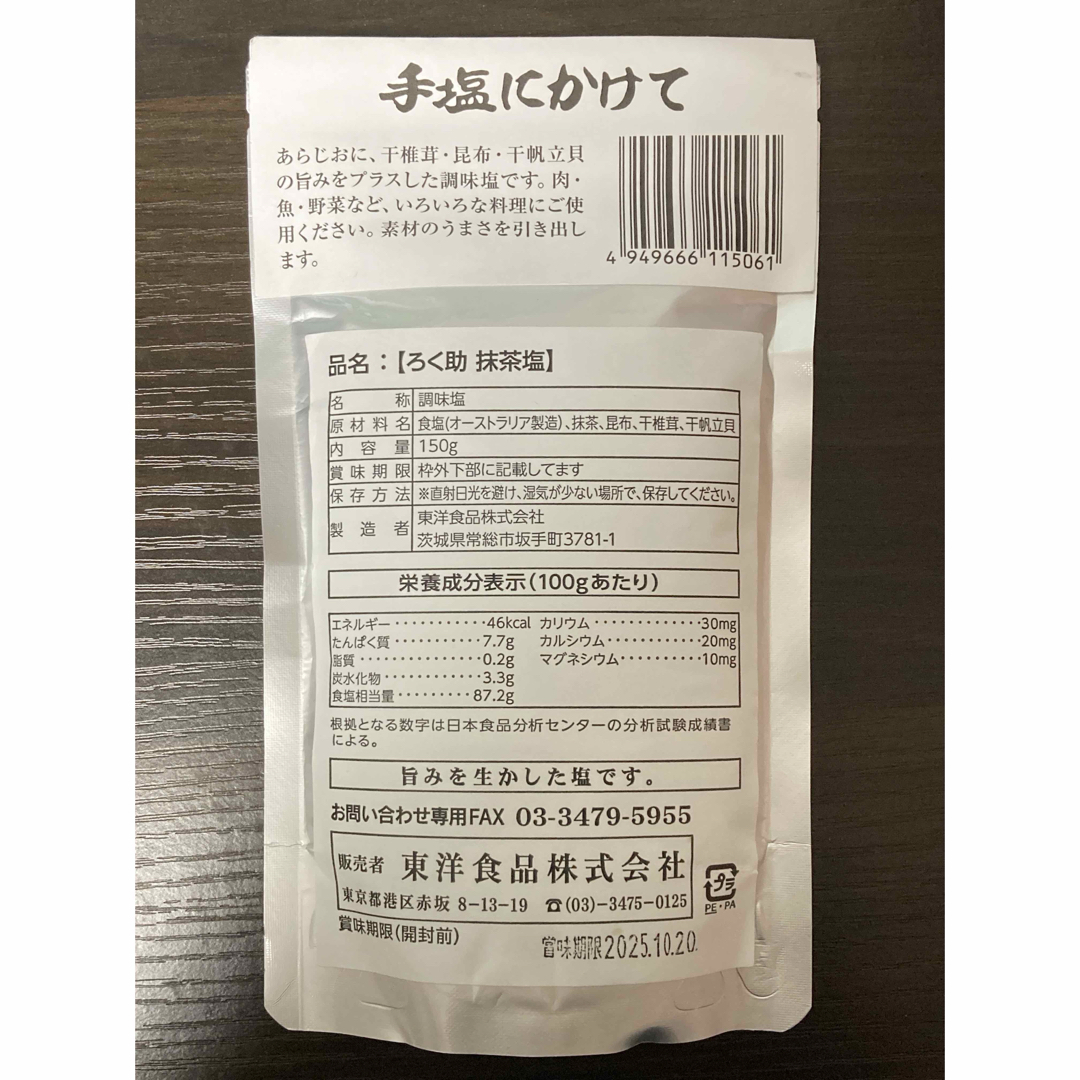 手塩にかけて
あらじおに、干椎茸・昆布・干帆立貝
の旨みをプラスした調味塩です。肉・
魚・野菜など、いろいろな料理にご使
用ください。素材のうまさを引き出し
ます。
4 949666 115061
品名：【ろく助 抹茶塩】
名称 調味塩
原材料名 食塩(オーストラリア製造)、抹茶、昆布、干椎茸、干帆立貝
内容量 150g
賞味期限 枠外下部に記載してます
保存方法 ※直射日光を避け、湿気が少ない場所で、保存してください。
製造者 東洋食品株式会社
茨城県常総市坂手町3781-1
栄養成分表示(100gあたり)
エネルギー･･･････････46kcal カリウム･････････････30mg
たんぱく質･･･････････7.7g カルシウム･･･････････20mg
脂質･････････････････0.2g マグネシウム･････････10mg
炭水化物･････････････3.3g
食塩相当量･････････87.2g
根拠となる数字は日本食品分析センターの分析試験成績書
による。
旨みを生かした塩です。
お問い合わせ専用FAX 03-3479-5955
販売者 東洋食品株式会社
東京都港区赤坂 8-13-19 ☎(03)-3475-0125
プラ
PE・PA
賞味期限(開封前)
賞味期限2025.10.20.